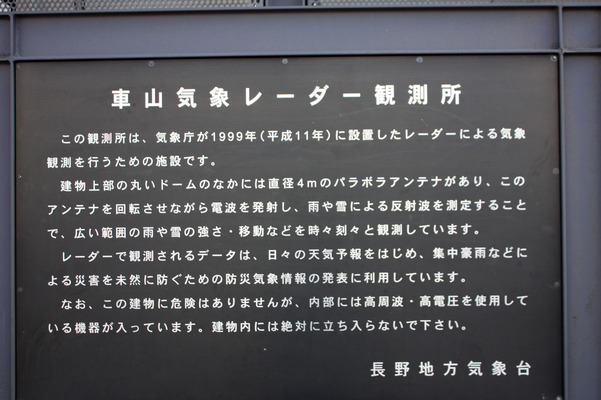 車山気象レーダー観測所
この観測所は、気象庁が1999年(平成11年)に設置したレーダーによる気象
観測を行うための施設です。
建物上部の丸いドームのなかには直径4mのパラボラアンテナがあり、この
アンテナを回転させながら電波を発射し、雨や雪による反射波を測定すること
で、広い範囲の雨や雪の強さ・移動などを時々刻々と観測しています。
レーダーで観測されるデータは、日々の天気予報をはじめ、集中豪雨などに
よる災害を未然に防ぐための防災気象情報の発表に利用しています。
なお、この建物に危険はありませんが、内部には高周波・高電圧を使用して
いる機器が入っています。建物内には絶対に立ち入らないで下さい。
長野地方気象台